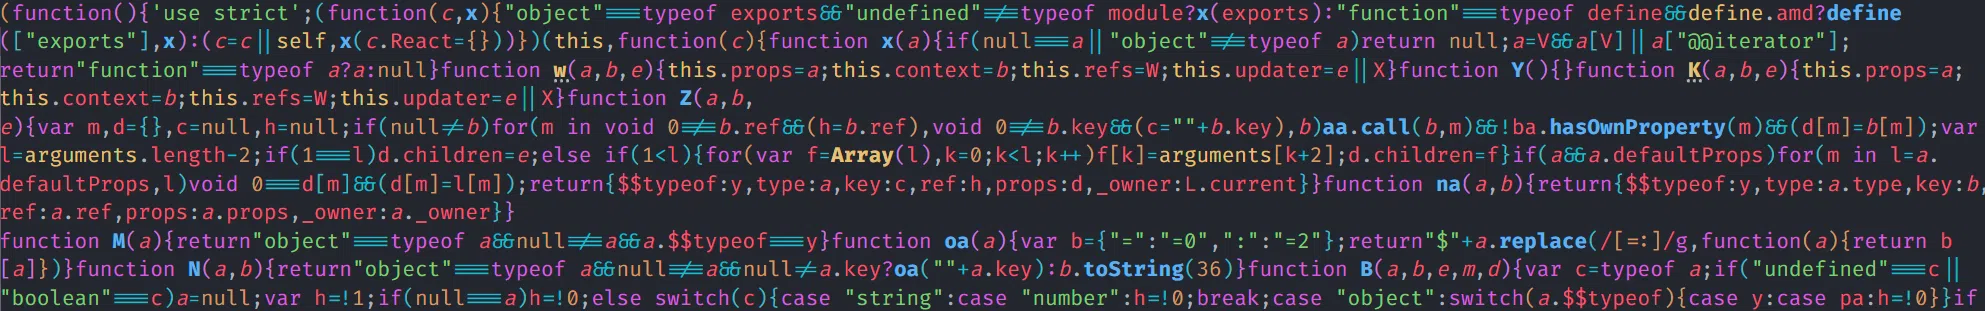 (function(){'use strict';(function(c,x){"object"===typeof exports&&"undefined"!==typeof module?x(exports):"function"===typeof define&&define.amd?define
(["exports"],x):(c=c||self,x(c.React={}))})(this,function(c){function x(a){if(null===a||"object"!==typeof a)return null;a=V&&a[V]||a["@@iterator"];
return"function"===typeof a?a:null}function w(a,b,e){this.props=a;this.context=b;this.refs=W;this.updater=e||X}function Y(){}function K(a,b,e){this.props=a;
this.context=b;this.refs=W;this.updater=e||X}function Z(a,b,
e){var m,d={},c=null,h=null;if(null!=b)for(m in void 0!==b.ref&&(h=b.ref),void 0!==b.key&&(c=""+b.key),b)aa.call(b,m)&&!ba.hasOwnProperty(m)&&(d[m]=b[m]);var
l=arguments.length-2;if(1===l)d.children=e;else if(1<l){for(var f=Array(l),k=0;k<l;k++)f[k]=arguments[k+2];d.children=f}if(a&&a.defaultProps)for(m in l=a.
defaultProps,l)void 0===d[m]&&(d[m]=l[m]);return{$$typeof:y,type:a,key:c,ref:h,props:d,_owner:L.current}}function na(a,b){return{$$typeof:y,type:a.type,key:b,
ref:a.ref,props:a.props,_owner:a._owner}}
function M(a){return"object"===typeof a&&null!==a&&a.$$typeof===y}function oa(a){var b={"=":"=0",":":"=2"};return"$"+a.replace(/[=:]/g,function(a){return b
[a]})}function N(a,b){return"object"===typeof a&&null!==a&&null!=a.key?oa(""+a.key):b.toString(36)}function B(a,b,e,m,d){var c=typeof a;if("undefined"===c||
"boolean"===c)a=null;var h=!1;if(null===a)h=!0;else switch(c){case "string":case "number":h=!0;break;case "object":switch(a.$$typeof){case y:case pa:h=!0}}if